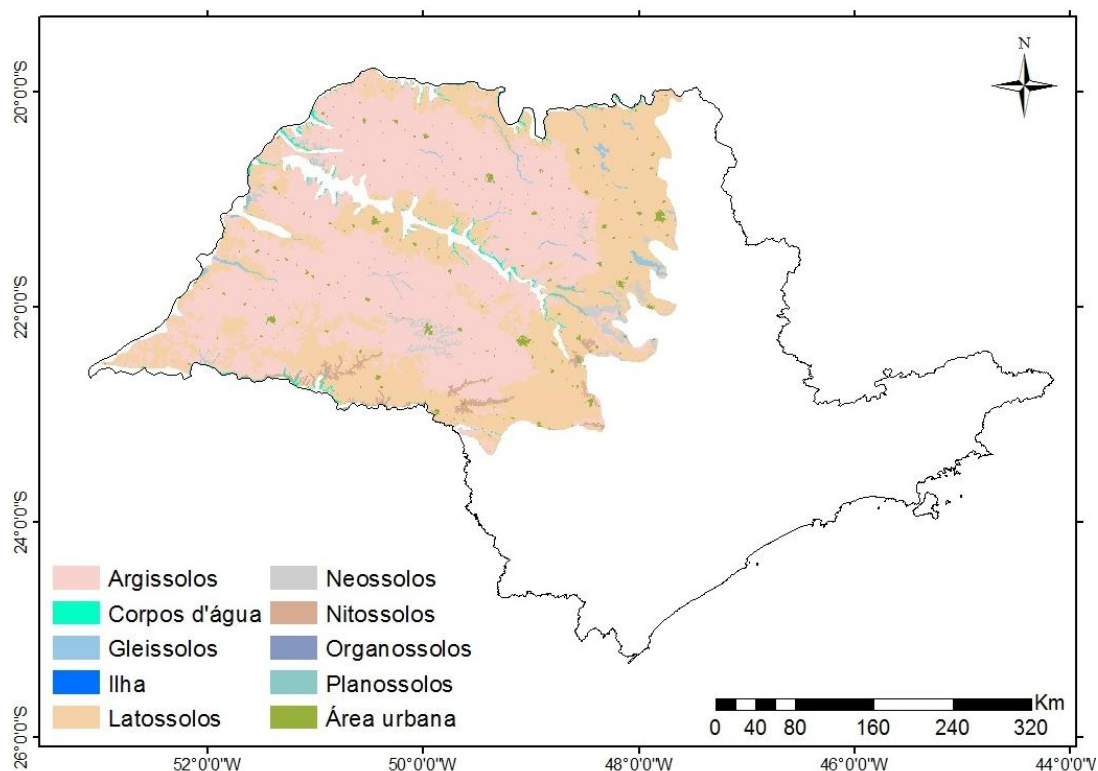 N
20°0'0"S
22°0'0"S
24°0'0"S
26°0'0"S
Argissolos
Corpos d'água
Gleissolos
Ilha
Latossolos
Neossolos
Nitossolos
Organossolos
Planossolos
Área urbana
Km
0 40 80 160 240 320
52°0'0"W 50°0'0"W 48°0'0"W 46°0'0"W 44°0'0"W